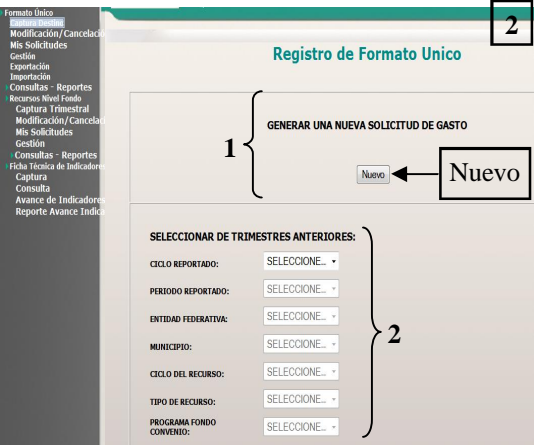 Formato Único
Captura Destino
Modificación/Cancelació
Mis Solicitudes
Gestión
Exportación
Importación
Consultas - Reportes
Recursos Nivel Fondo
Captura Trimestral
Modificación/Cancelac
Mis Solicitudes
Gestión
Consultas - Reportes
Ficha Técnica de Indicadore
Captura
Consulta
Avance de Indicadores
Reporte Avance Indica
2
Registro de Formato Unico
1
GENERAR UNA NUEVA SOLICITUD DE GASTO
Nuevo
Nuevo
SELECCIONAR DE TRIMESTRES ANTERIORES:
CICLO REPORTADO: SELECCIONE...
PERIODO REPORTADO: SELECCIONE...
ENTIDAD FEDERATIVA: SELECCIONE...
MUNICIPIO: SELECCIONE...
CICLO DEL RECURSO: SELECCIONE...
TIPO DE RECURSO: SELECCIONE...
PROGRAMA FONDO
CONVENIO: SELECCIONE...
2